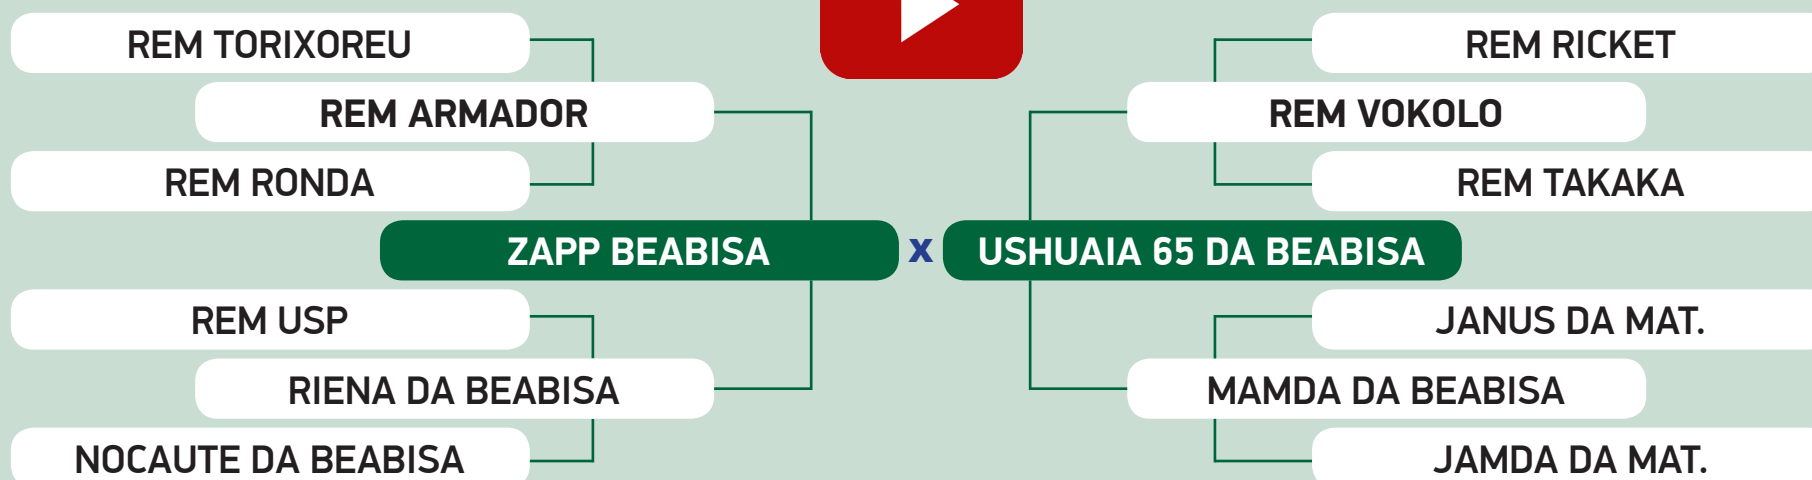 REM TORIXOREU
REM RICKET
REM ARMADOR
REM VOKOLO
REM RONDA
REM TAKAKA
ZAPP BEABISA x USHUAIA 65 DA BEABISA
REM USP
JANUS DA MAT.
RIENA DA BEABISA
MAMDA DA BEABISA
NOCAUTE DA BEABISA
JAMDA DA MAT.